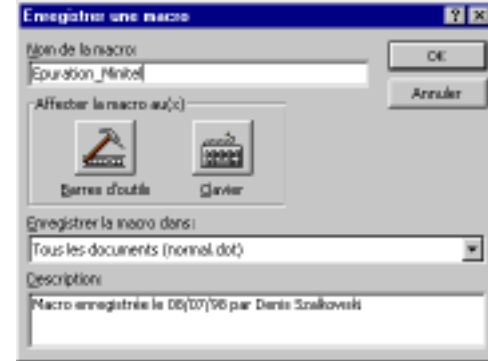 Enregistrer une macro
Nom de la macro:
OK
Epuration_Minitel
Annuler
Affecter la macro au(x)
Barres d'outils
Clavier
Enregistrer la macro dans:
Tous les documents (normal.dot)
Description:
Macro enregistrée le 08/07/98 par Denis Szalkowski